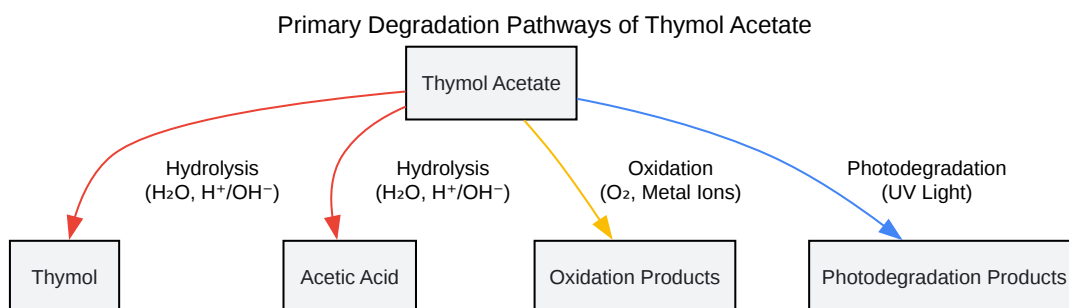 Primary Degradation Pathways of Thymol Acetate
Thymol Acetate
Hydrolysis
(H₂O, H⁺/OH⁻)
Hydrolysis
(H₂O, H⁺/OH⁻)
Oxidation
(O₂, Metal Ions)
Photodegradation
(UV Light)
Thymol
Acetic Acid
Oxidation Products
Photodegradation Products